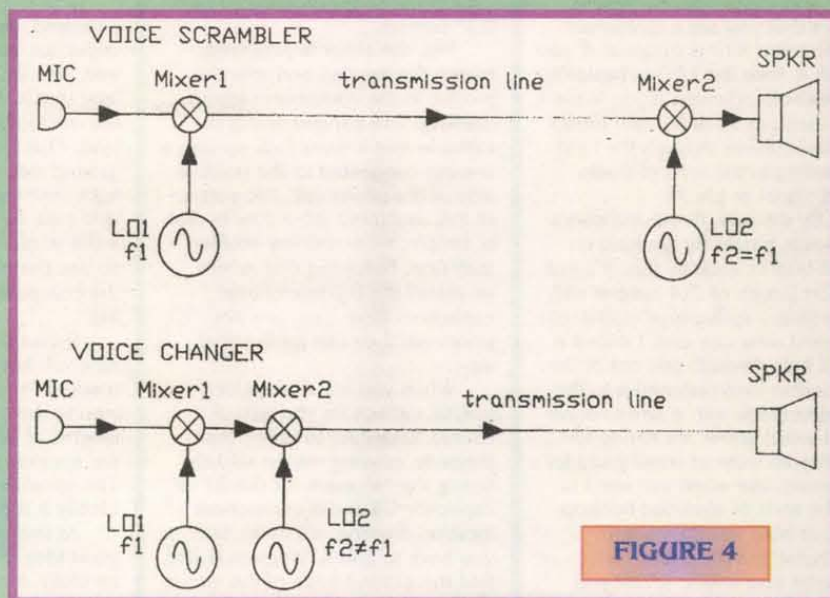 VOICE SCRAMBLER
MIC
Mixer1
transmission line
Mixer2
SPKR
LO1
f1
LO2
f2=f1
VOICE CHANGER
MIC
Mixer1
Mixer2
transmission line
SPKR
LO1
f1
LO2
f2≠f1
FIGURE 4